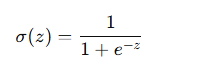 σ(z) = 1 / (1 + e^{−z})